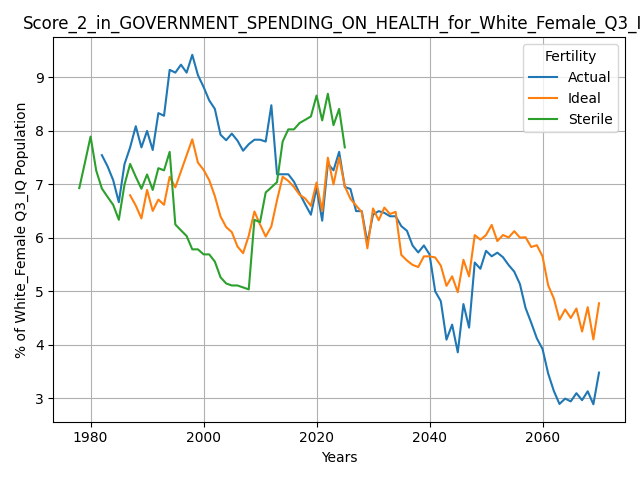 Score_2_in_GOVERNMENT_SPENDING_ON_HEALTH_for_White_Female_Q3_I
Fertility
Actual
Ideal
Sterile
% of White_Female Q3_IQ Population
9
8
7
6
5
4
3
1980 2000 2020 2040 2060
Years